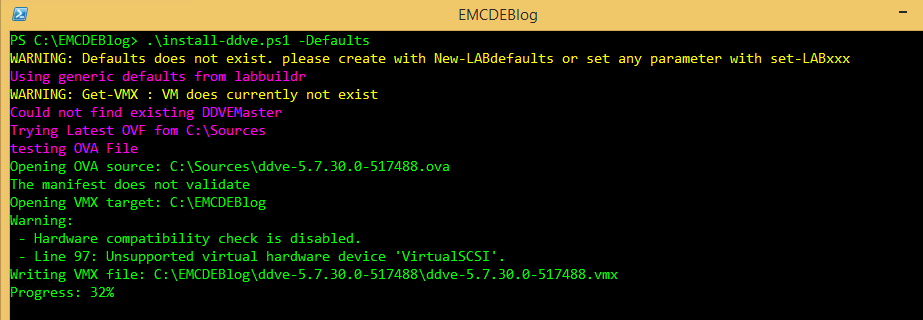 EMCDEBlog
PS C:\EMCDEBlog> .\install-ddve.ps1 -Defaults
WARNING: Defaults does not exist. please create with New-LABdefaults or set any parameter with set-LABxxx
Using generic defaults from labbuildr
WARNING: Get-VMX : VM does currently not exist
Could not find existing DDVEMaster
Trying Latest OVF fom C:\Sources
testing OVA File
Opening OVA source: C:\Sources\ddve-5.7.30.0-517488.ova
The manifest does not validate
Opening VMX target: C:\EMCDEBlog
Warning:
 - Hardware compatibility check is disabled.
 - Line 97: Unsupported virtual hardware device 'VirtualSCSI'.
Writing VMX file: C:\EMCDEBlog\ddve-5.7.30.0-517488\ddve-5.7.30.0-517488.vmx
Progress: 32%